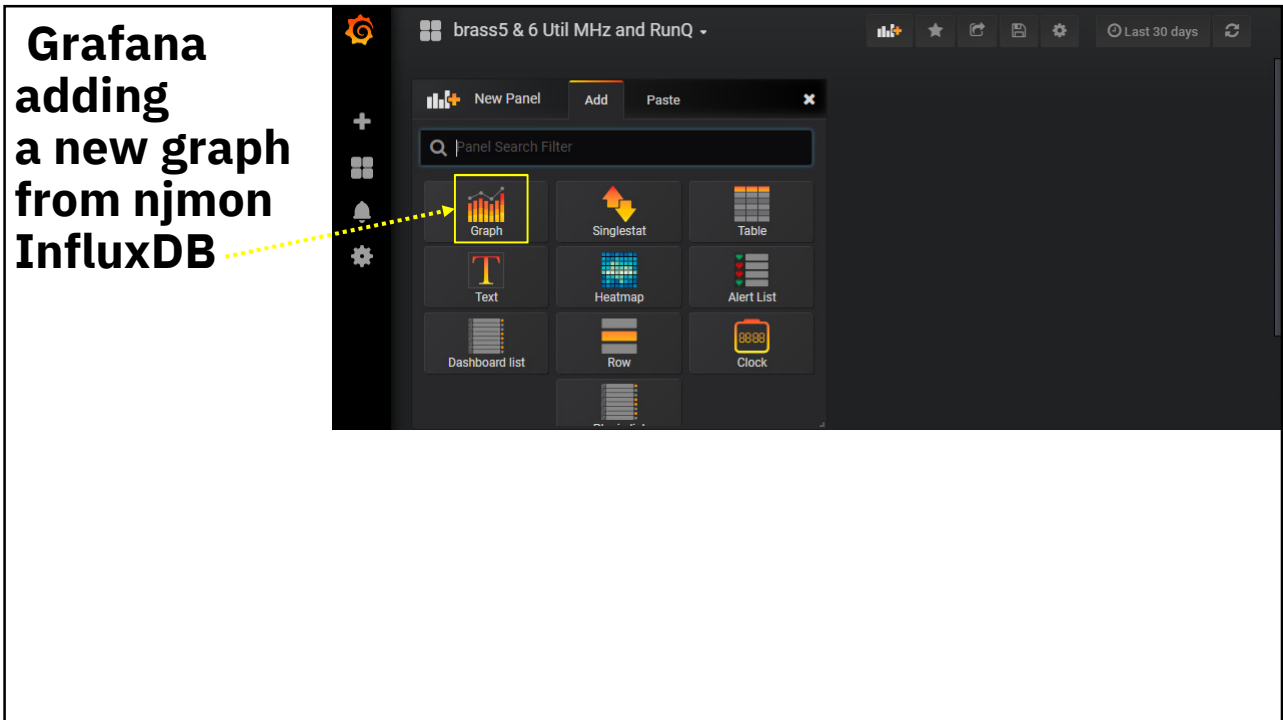 Grafana
adding
a new graph
from njmon
InfluxDB
brass5 & 6 Util MHz and RunQ
Last 30 days
New Panel
Add
Paste
Panel Search Filter
Graph
Singlestat
Table
Text
Heatmap
Alert List
Dashboard list
Row
Clock